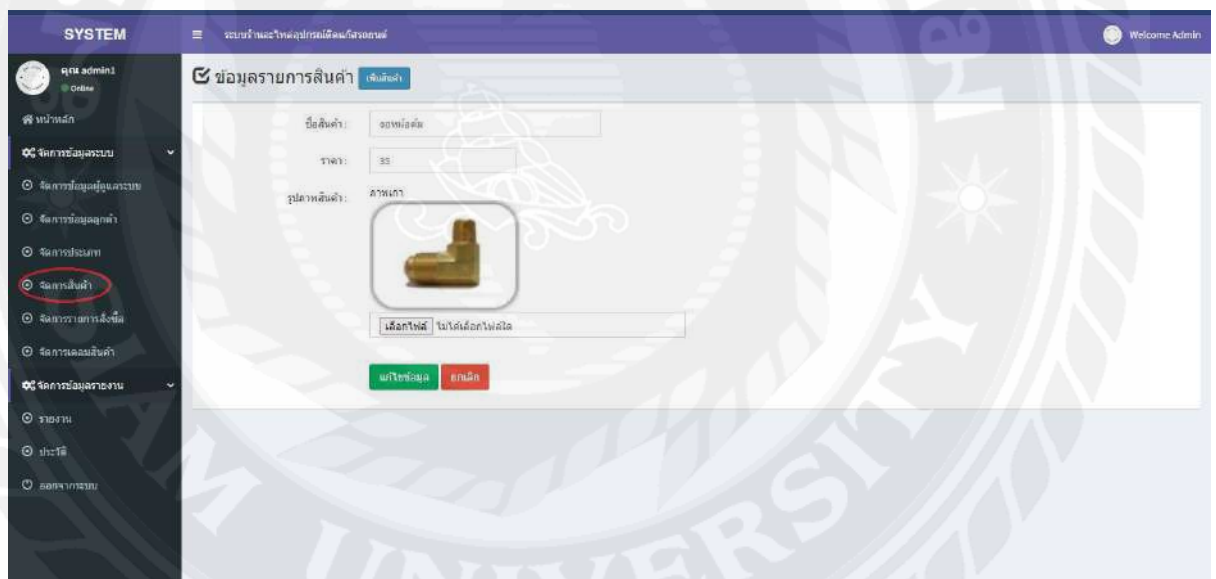 SYSTEM
ระบบร้านอะไหล่อุปกรณ์ติดแก๊สรถยนต์
Welcome Admin
คุณ admin1
Online
หน้าหลัก
จัดการข้อมูลระบบ
จัดการข้อมูลผู้ดูแลระบบ
จัดการข้อมูลลูกค้า
จัดการประเภท
จัดการสินค้า
จัดการรายการสั่งซื้อ
จัดการเคลมสินค้า
จัดการข้อมูลรายงาน
รายงาน
ประวัติ
ออกจากระบบ
ข้อมูลรายการสินค้า
เพิ่มสินค้า
ชื่อสินค้า :
ราคา :
35
รูปภาพสินค้า :
ภาพเก่า
เลือกไฟล์ ไม่ได้เลือกไฟล์ใด
แก้ไขข้อมูล
ยกเลิก
SIAM UNIVERSITY